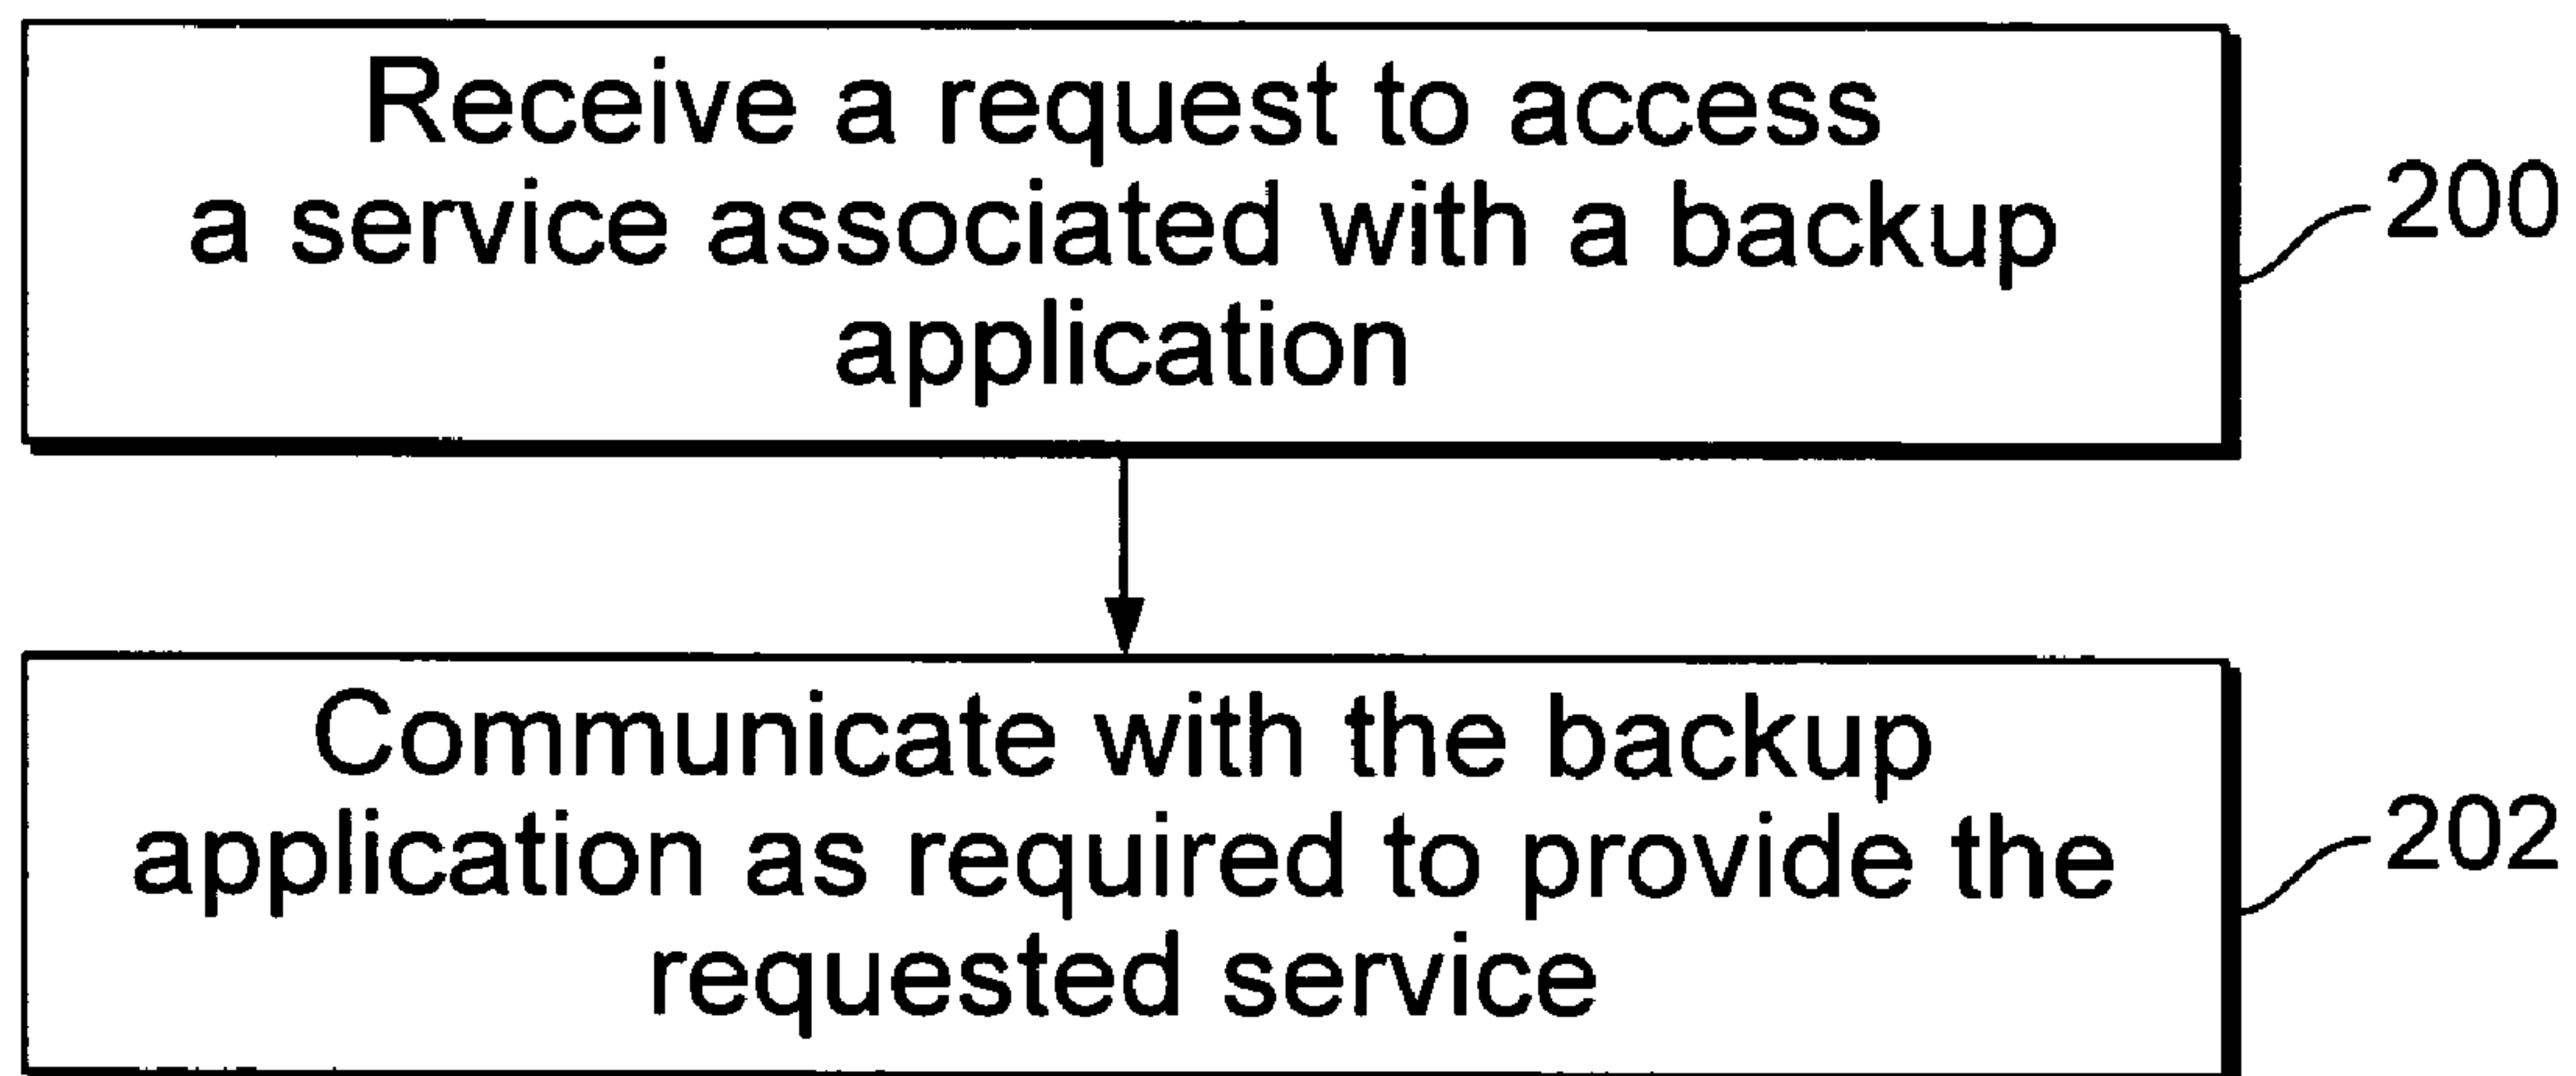 Receive a request to access
a service associated with a backup
application
200
Communicate with the backup
application as required to provide the
requested service
202